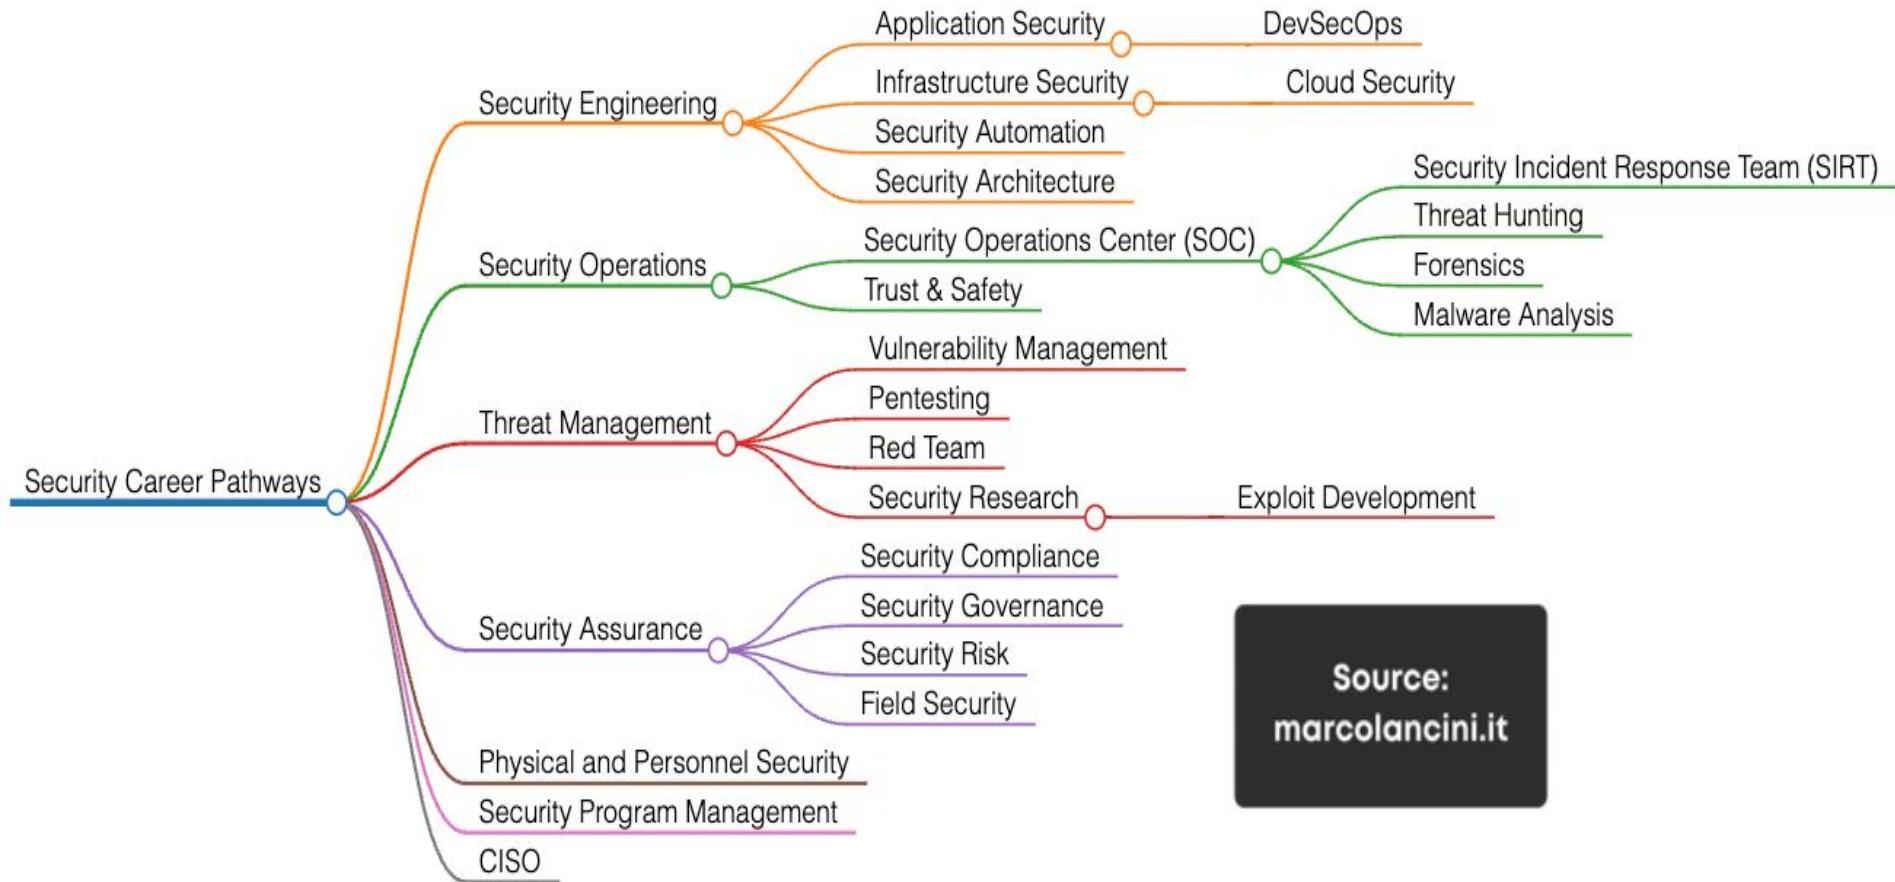 Security Career Pathways
Security Engineering
Application Security
DevSecOps
Infrastructure Security
Cloud Security
Security Automation
Security Architecture
Security Operations
Security Operations Center (SOC)
Security Incident Response Team (SIRT)
Threat Hunting
Forensics
Malware Analysis
Trust & Safety
Threat Management
Vulnerability Management
Pentesting
Red Team
Security Research
Exploit Development
Security Assurance
Security Compliance
Security Governance
Security Risk
Field Security
Physical and Personnel Security
Security Program Management
CISO
Source:
marcolancini.it